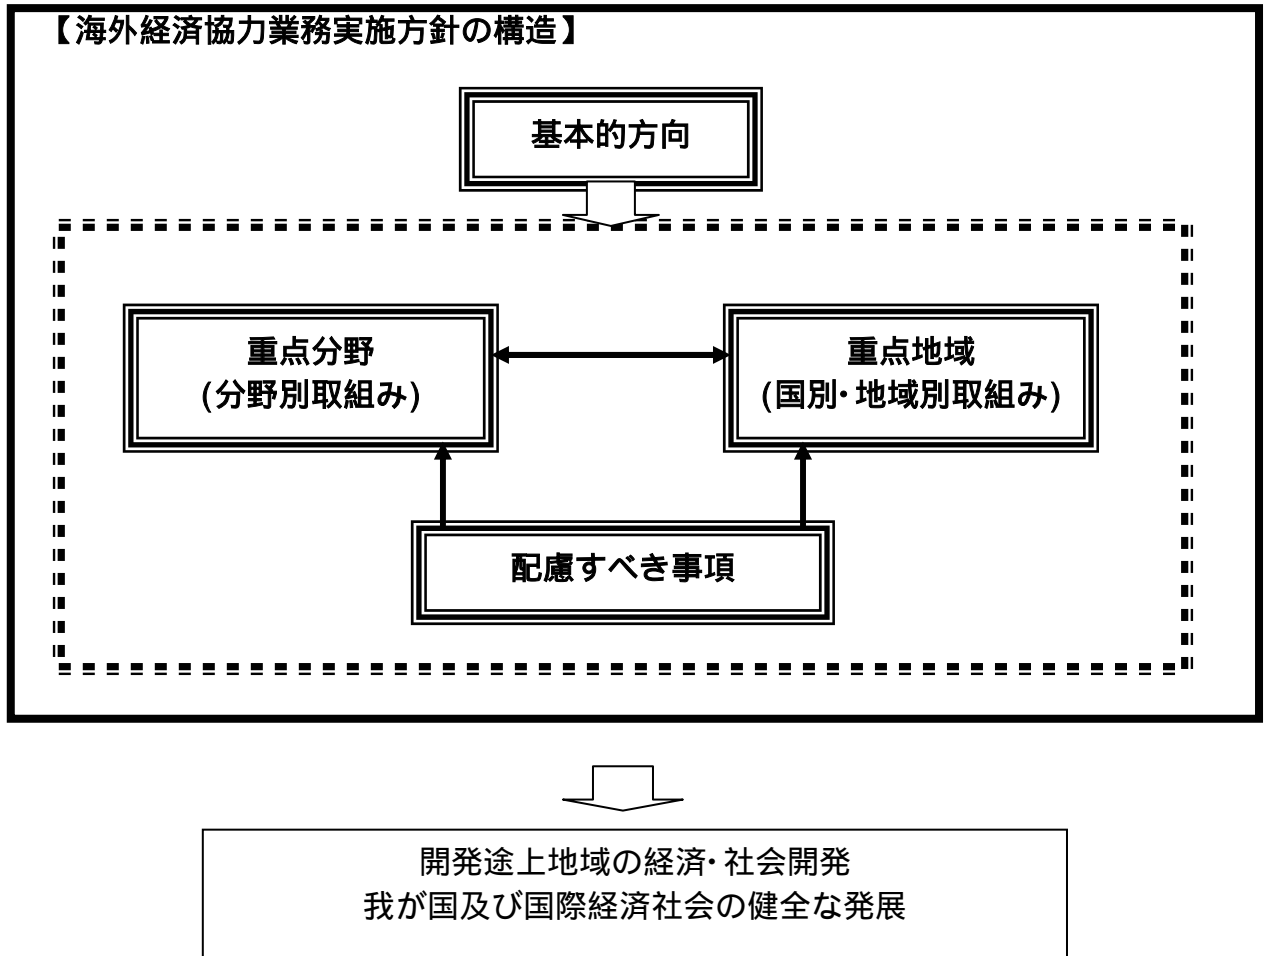 【海外経済協力業務実施方針の構造】
基本的方向
重点分野
(分野別取組み)
重点地域
(国別・地域別取組み)
配慮すべき事項
開発途上地域の経済・社会開発
我が国及び国際経済社会の健全な発展